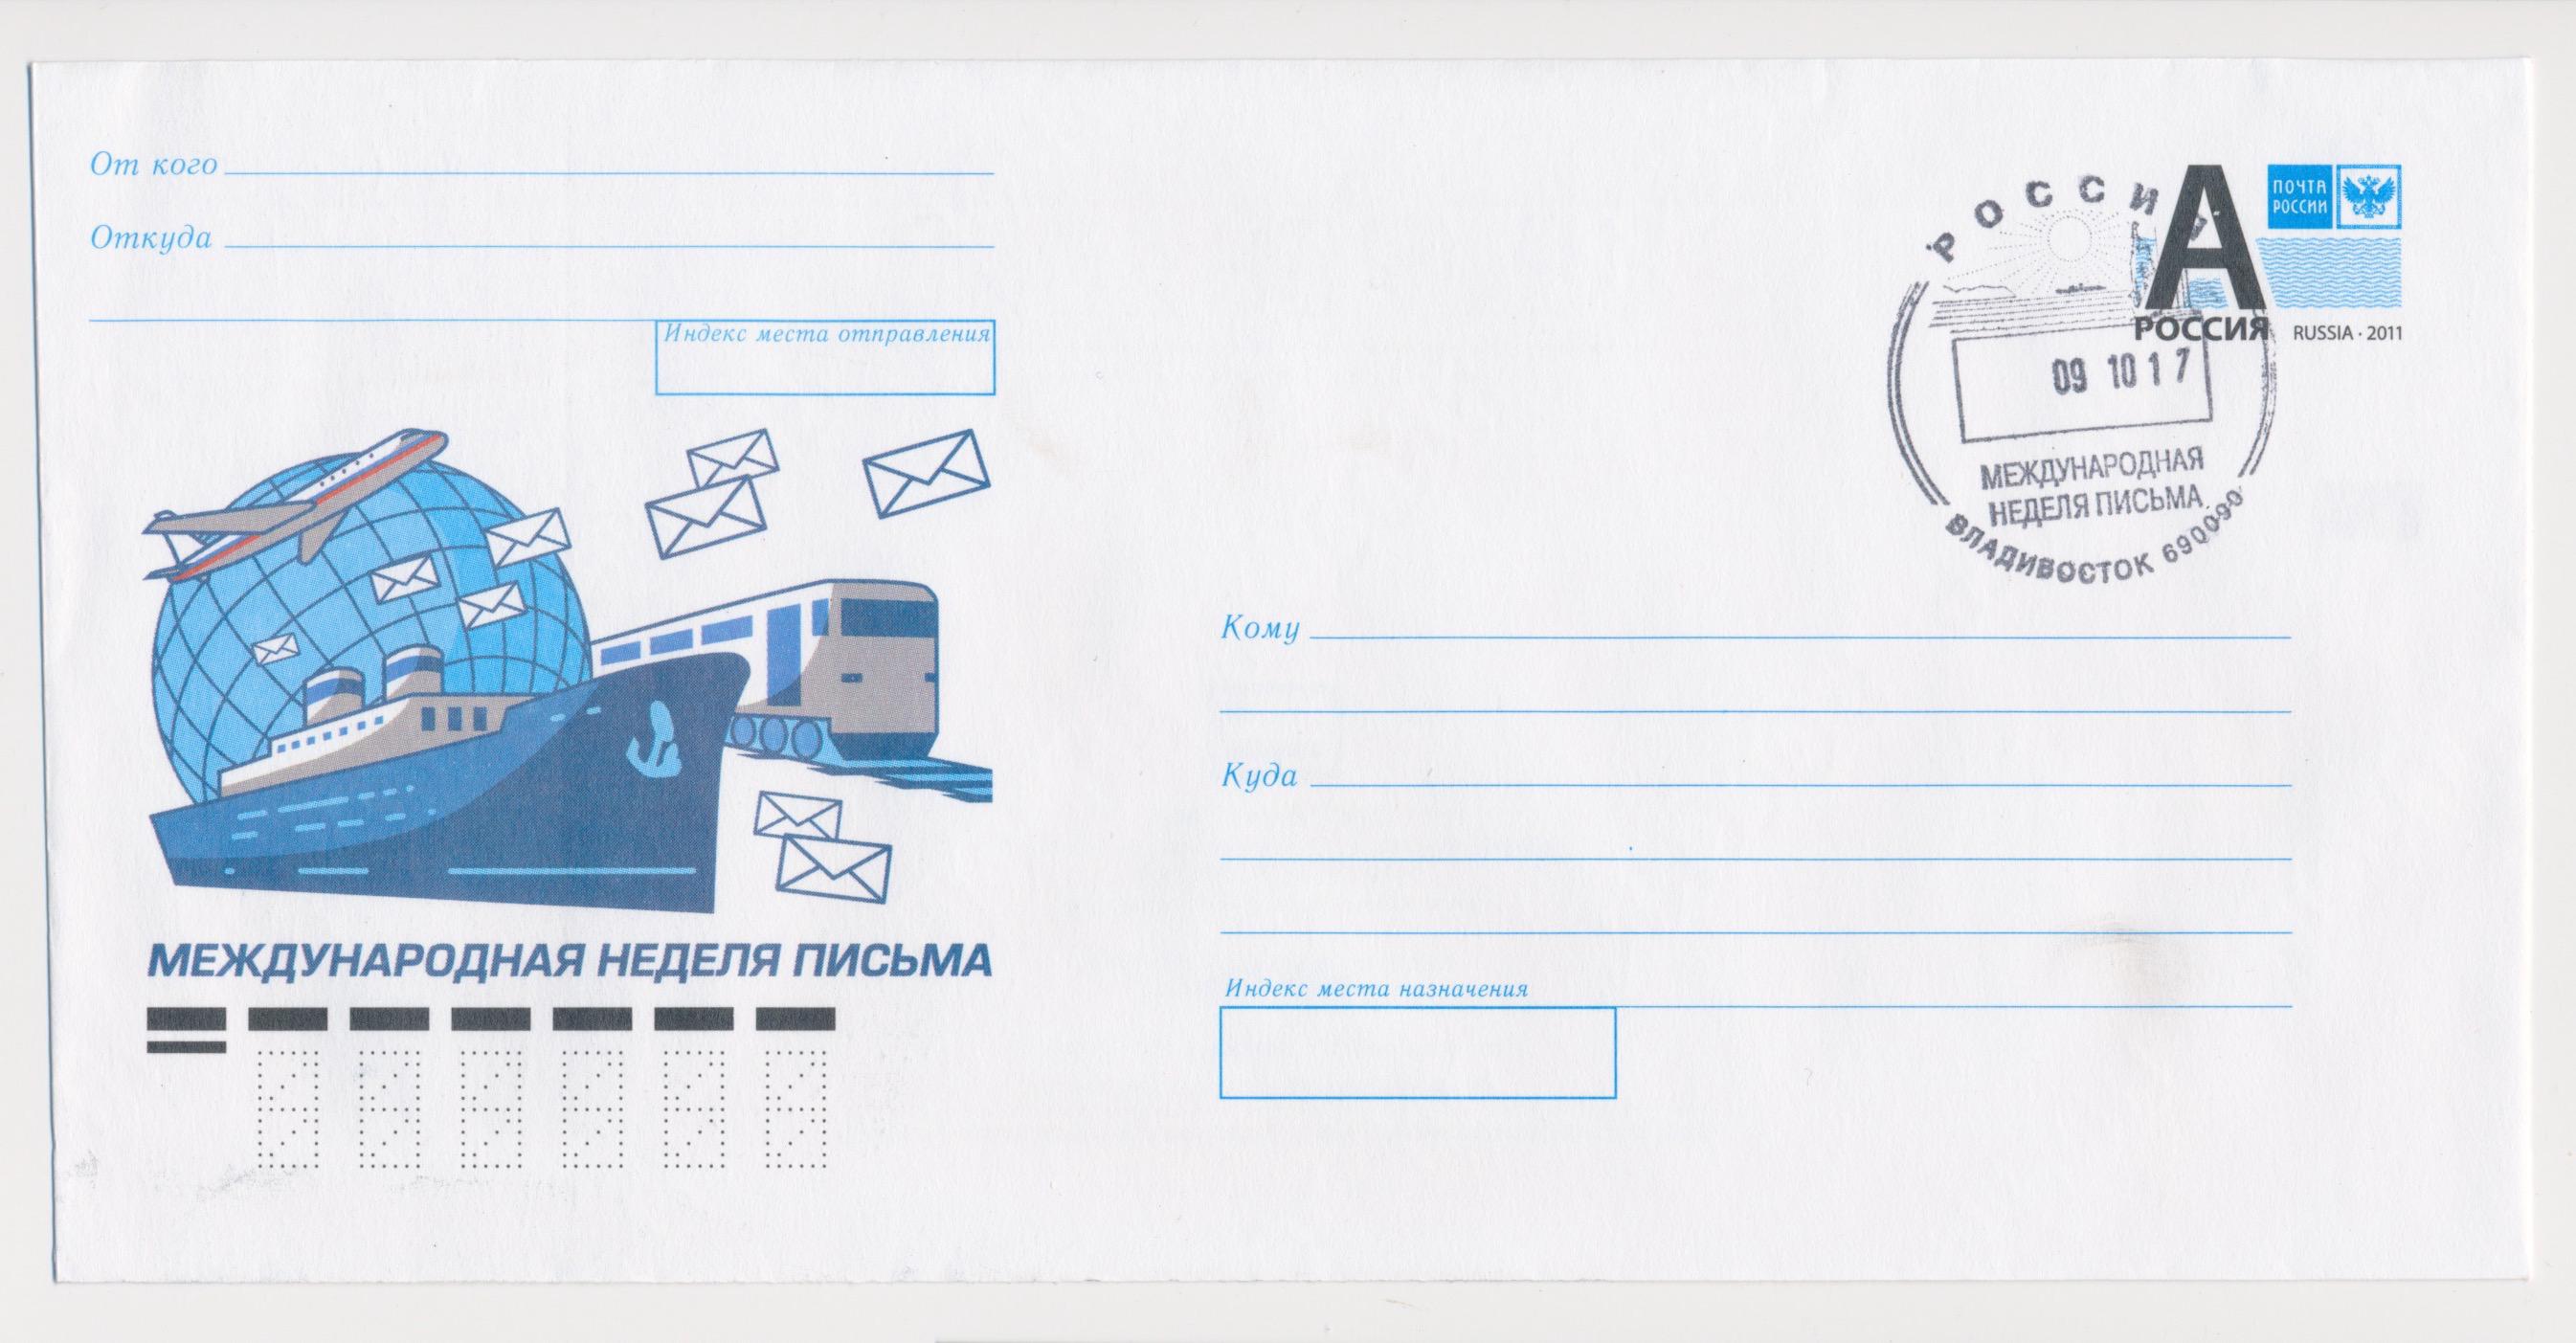 От кого
Откуда
Индекс места отправления
МЕЖДУНАРОДНАЯ НЕДЕЛЯ ПИСЬМА
ПОЧТА
РОССИИ
А
РОССИЯ
RUSSIA · 2011
РОССИЯ
09 10 17
МЕЖДУНАРОДНАЯ
НЕДЕЛЯ ПИСЬМА
ВЛАДИВОСТОК 690090
Кому
Куда
Индекс места назначения